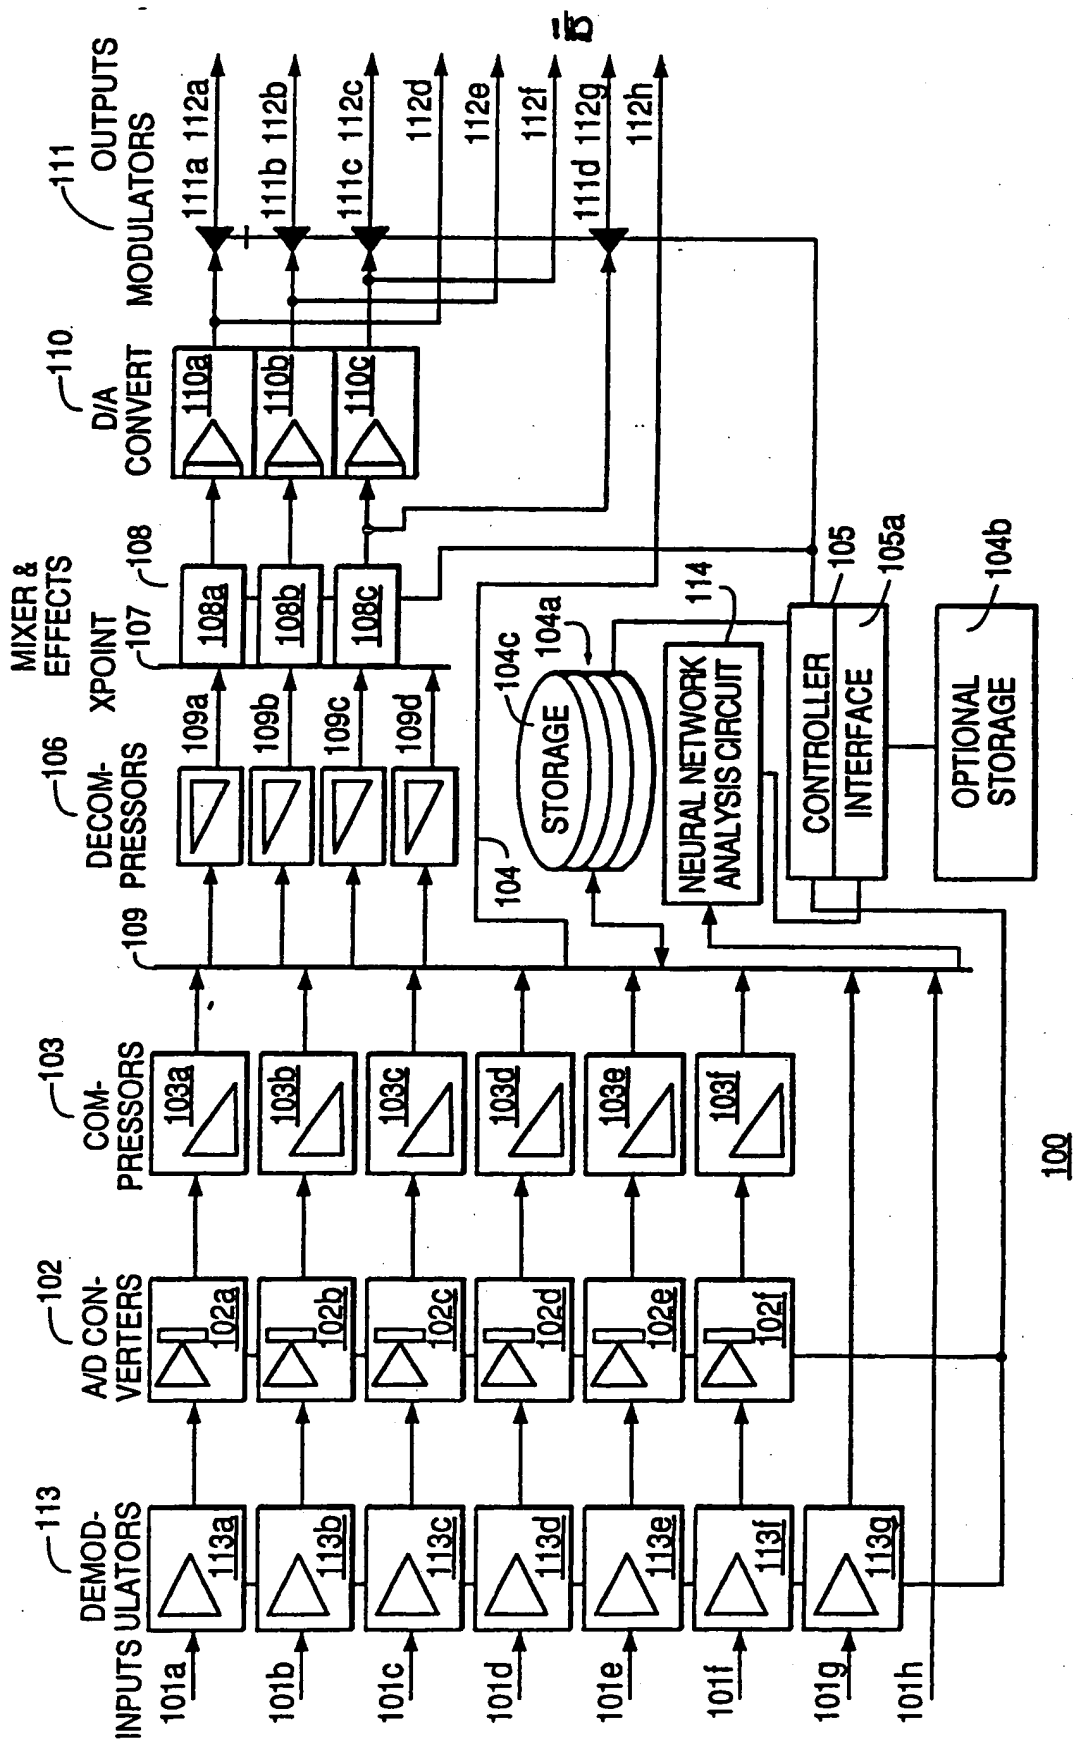 INPUTS
DEMOD-
ULATORS
113
A/D CON-
VERTERS
102
COM-
PRESSORS
103
109
DECOM-
PRESSORS
106
XPOINT
107
MIXER &
EFFECTS
108
D/A
CONVERT
110
MODULATORS
111
OUTPUTS
101a
113a
102a
103a
109a
108a
110a
111a
112a
101b
113b
102b
103b
109b
108b
110b
111b
112b
101c
113c
102c
103c
109c
108c
110c
111c
112c
109d
112d
101d
113d
102d
103d
104
112e
STORAGE
104c
104a
112f
101e
113e
102e
103e
111d
112g
112h
101f
113f
102f
103f
NEURAL NETWORK
ANALYSIS CIRCUIT
114
101g
113g
CONTROLLER
105
INTERFACE
105a
101h
OPTIONAL
STORAGE
104b
100